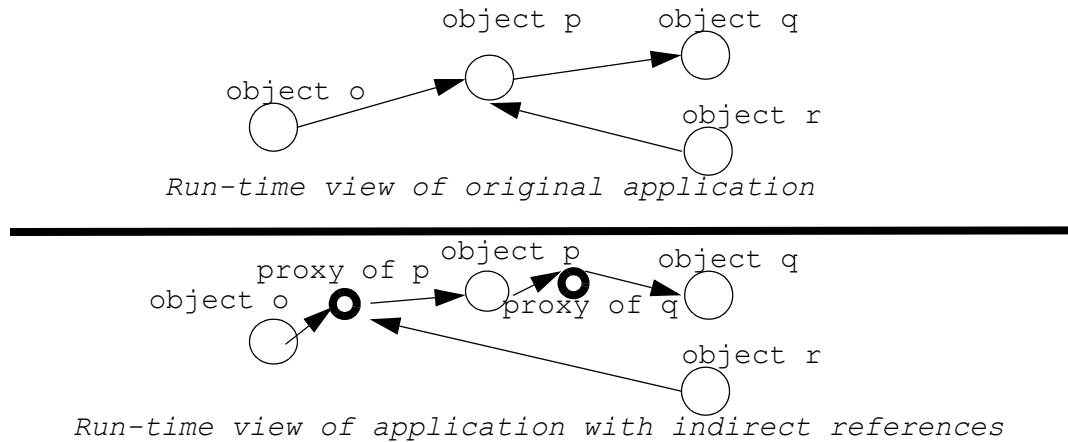 object p
object q
object o
object r
Run-time view of original application
object p
object q
proxy of p
object o
proxy of q
object r
Run-time view of application with indirect references